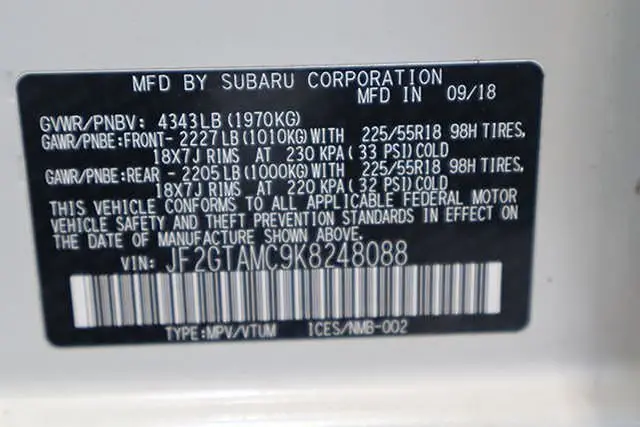 MFD BY SUBARU CORPORATION
MFD IN 09/18
GVWR/PNBV: 4343LB(1970KG)
GAWR/PNBE:FRONT- 2227LB(1010KG)WITH 225/55R18 98H TIRES,
18X7J RIMS AT 230 KPA( 33 PSI)COLD
GAWR/PNBE:REAR - 2205LB(1000KG)WITH 225/55R18 98H TIRES,
18X7J RIMS AT 220 KPA( 32 PSI)COLD
THIS VEHICLE CONFORMS TO ALL APPLICABLE FEDERAL MOTOR
VEHICLE SAFETY AND THEFT PREVENTION STANDARDS IN EFFECT ON
THE DATE OF MANUFACTURE SHOWN ABOVE.
VIN: JF2GTAMC9K8248088
TYPE:MPV/VTUM ICES/NMB-002